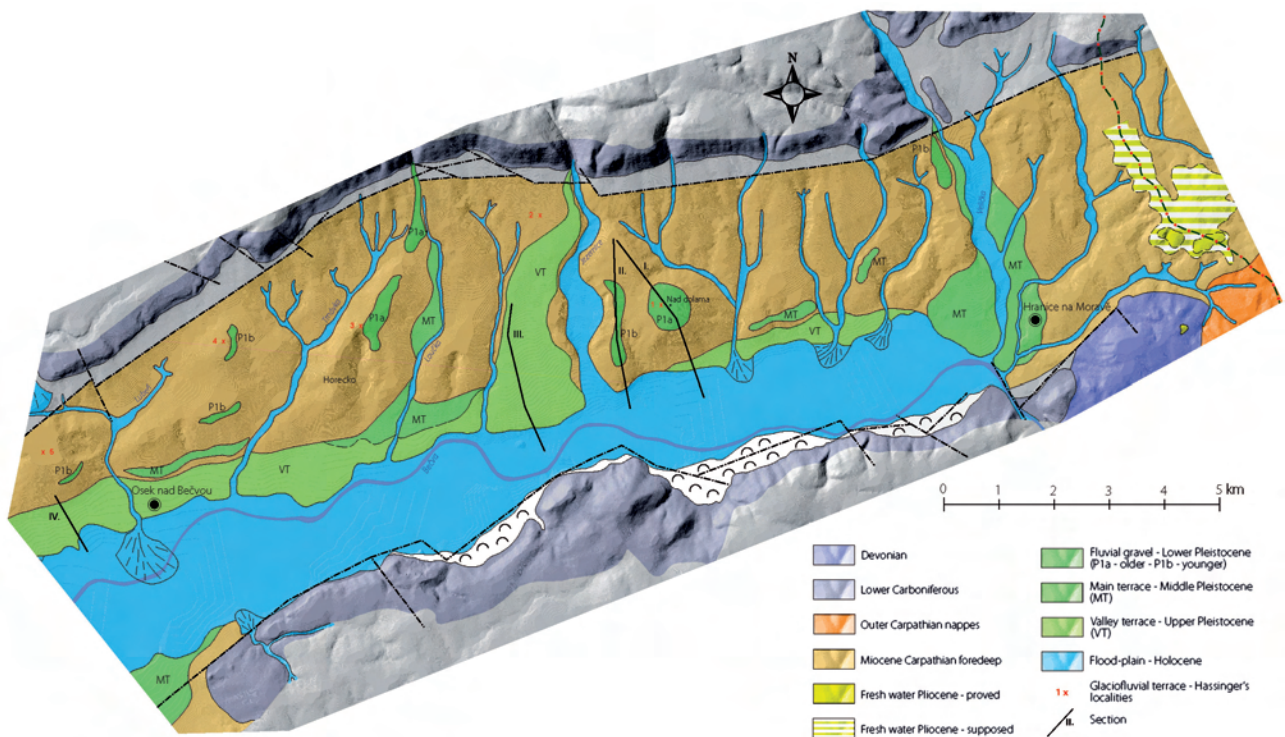 N
P1b
Hranice na Moravě
MT
MT
MT
P1a
2 x
VT
II.
I.
Nad dolama
P1a
P1b
MT
MT
VT
3 x
P1a
MT
III.
4 x
P1b
Horecko
P1b
MT
x 5
P1b
MT
Osek nad Bečvou
VT
IV.
MT
0 1 2 3 4 5 km
Devonian
Lower Carboniferous
Outer Carpathian nappes
Miocene Carpathian foredeep
Fresh water Pliocene - proved
Fresh water Pliocene - supposed
Fluvial gravel - Lower Pleistocene
(P1a - older - P1b - younger)
Main terrace - Middle Pleistocene
(MT)
Valley terrace - Upper Pleistocene
(VT)
Flood-plain - Holocene
1 x Glaciofluvial terrace - Hassinger's
localities
II. Section